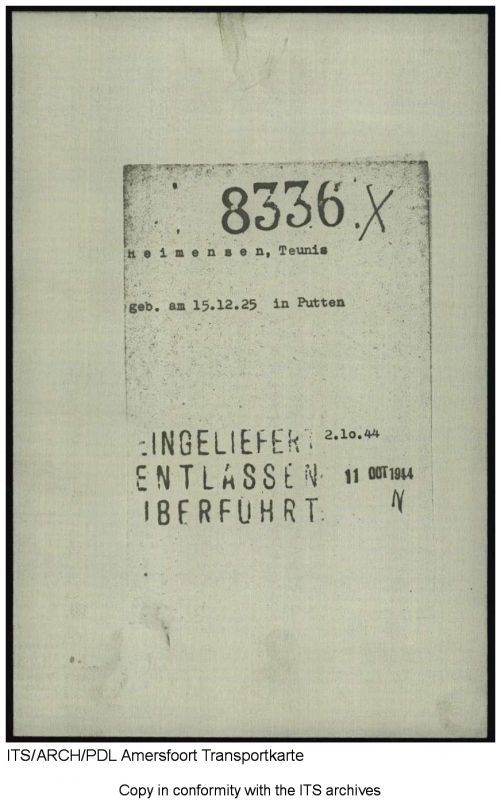 8336. X
Heimensen, Teunis
geb. am 15.12.25 in Putten
EINGELIEFERT 2.10.44
ENTLASSEN 11 OCT 1944
ÜBERFÜHRT N
ITS/ARCH/PDL Amersfoort Transportkarte
Copy in conformity with the ITS archives